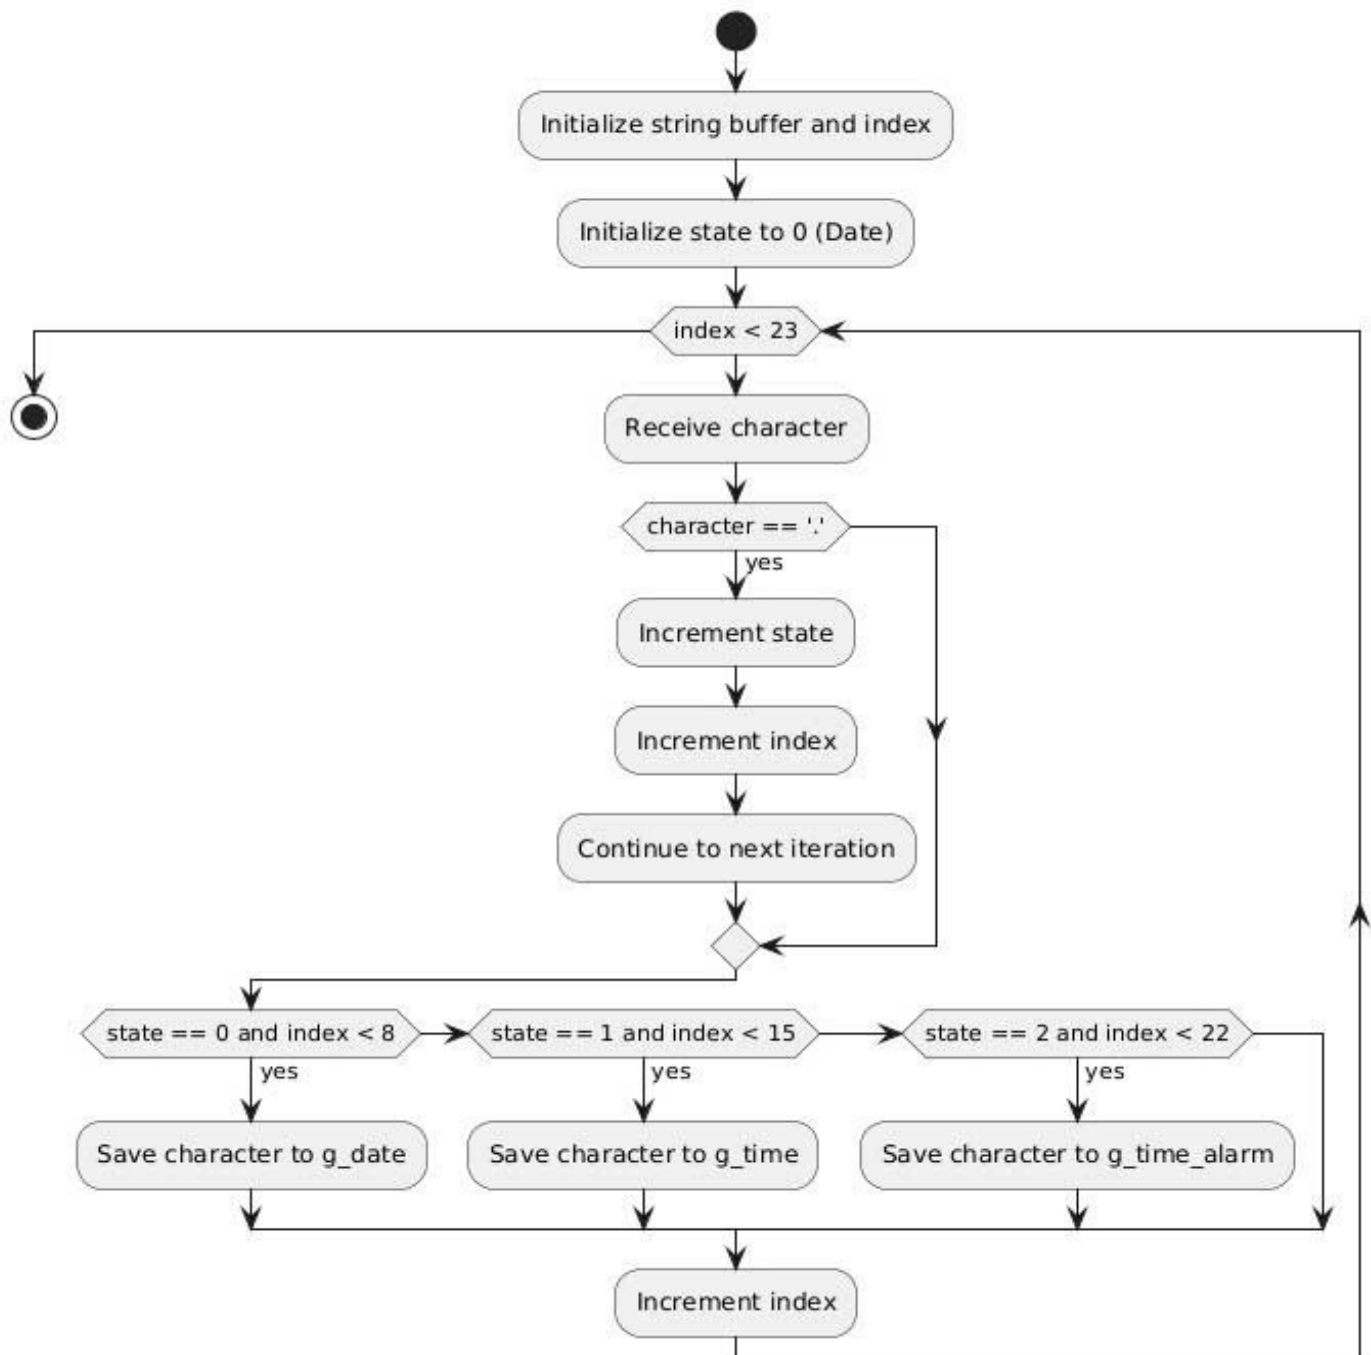 Initialize string buffer and index
Initialize state to 0 (Date)
index < 23
Receive character
character == '.'
yes
Increment state
Increment index
Continue to next iteration
state == 0 and index < 8
state == 1 and index < 15
state == 2 and index < 22
yes
yes
yes
Save character to g_date
Save character to g_time
Save character to g_time_alarm
Increment index